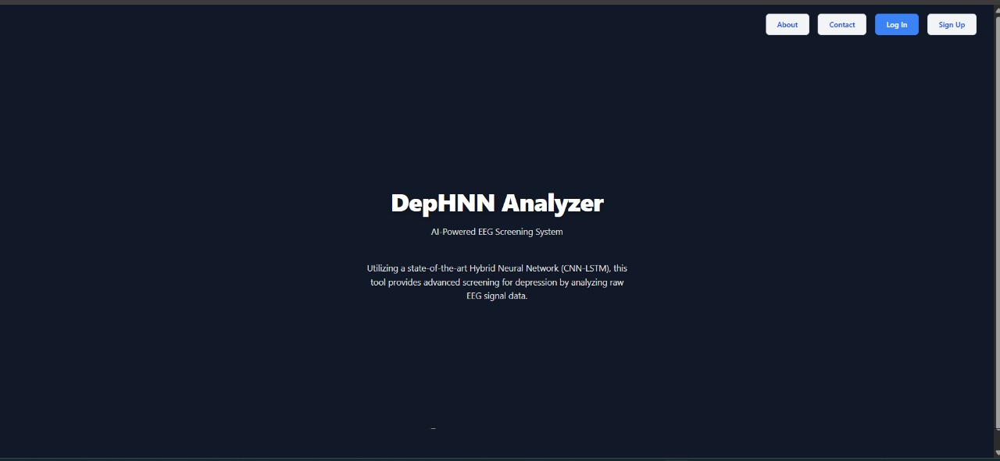 About Contact Log In Sign Up
DepHNN Analyzer
AI-Powered EEG Screening System
Utilizing a state-of-the-art Hybrid Neural Network (CNN-LSTM), this
tool provides advanced screening for depression by analyzing raw
EEG signal data.